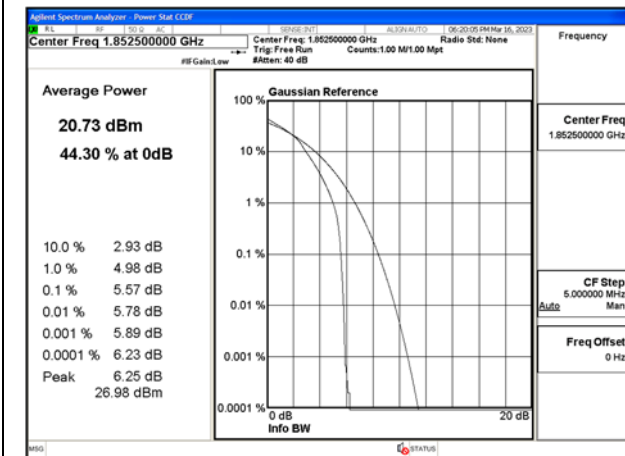 Agilent Spectrum Analyzer - Power Stat CCDF
RL RF 50 Ω AC SENSE:INT ALIGN AUTO 06:20:05 PM Mar 16, 2023
Center Freq 1.852500000 GHz
Center Freq: 1.852500000 GHz Radio Std: None
Trig: Free Run Counts:1.00 M/1.00 Mpt
#IFGain:Low #Atten: 40 dB
Frequency
Average Power
20.73 dBm
44.30 % at 0dB
10.0 % 2.93 dB
1.0 % 4.98 dB
0.1 % 5.57 dB
0.01 % 5.78 dB
0.001 % 5.89 dB
0.0001 % 6.23 dB
Peak 6.25 dB
26.98 dBm
Gaussian Reference
100 %
10 %
1 %
0.1 %
0.01 %
0.001 %
0.0001 %
0 dB 20 dB
Info BW
Center Freq
1.852500000 GHz
CF Step
5.000000 MHz
Auto Man
Freq Offset
0 Hz
MSG STATUS